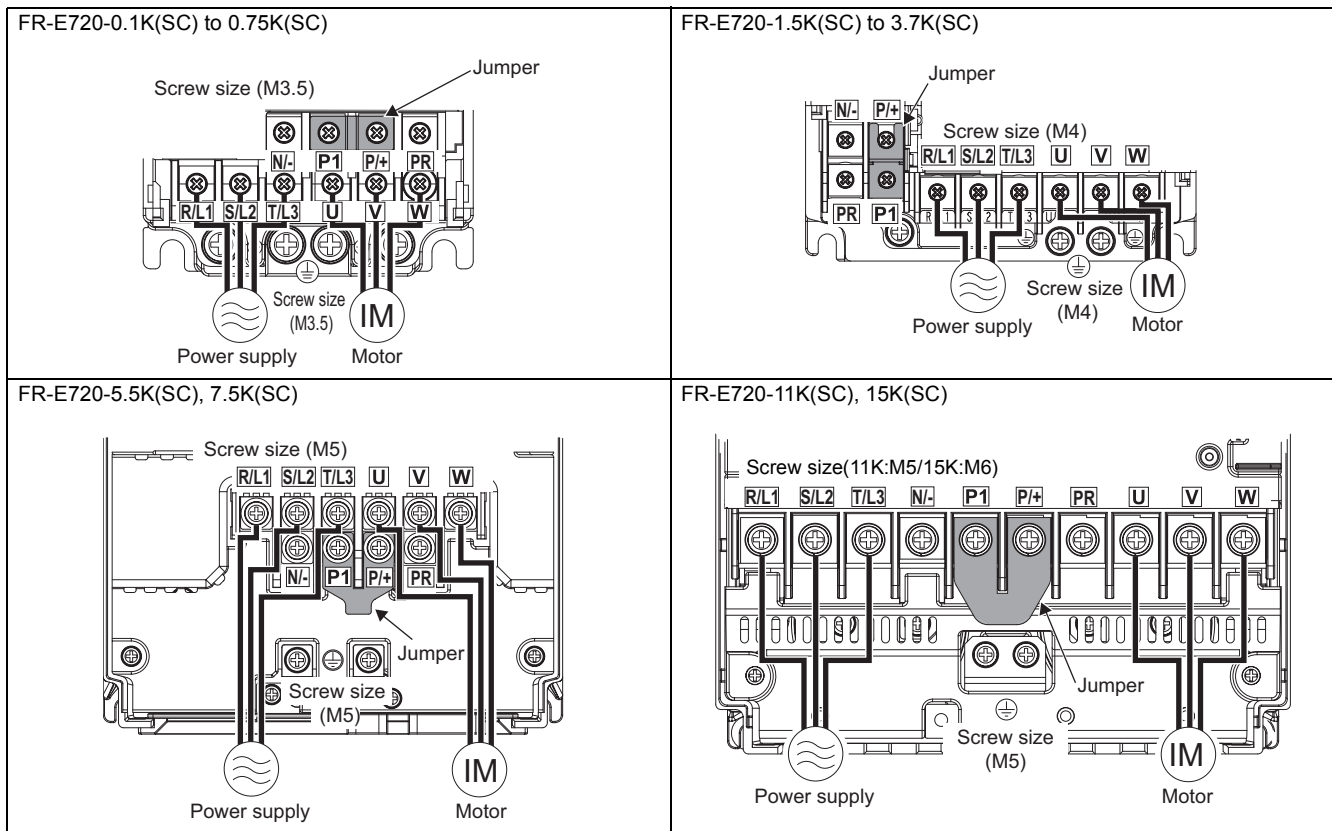 FR-E720-0.1K(SC) to 0.75K(SC)
Jumper
Screw size (M3.5)
N/- P1 P/+ PR
R/L1 S/L2 T/L3 U V W
Screw size
(M3.5)
IM
Power supply Motor
FR-E720-1.5K(SC) to 3.7K(SC)
Jumper
N/- P/+
Screw size (M4)
R/L1 S/L2 T/L3 U V W
PR P1
Screw size
(M4)
IM
Power supply Motor
FR-E720-5.5K(SC), 7.5K(SC)
Screw size (M5)
R/L1 S/L2 T/L3 U V W
N/- P1 P/+ PR
Jumper
Screw size
(M5)
IM
Power supply Motor
FR-E720-11K(SC), 15K(SC)
Screw size(11K:M5/15K:M6)
R/L1 S/L2 T/L3 N/- P1 P/+ PR U V W
Jumper
Screw size
(M5)
IM
Power supply Motor